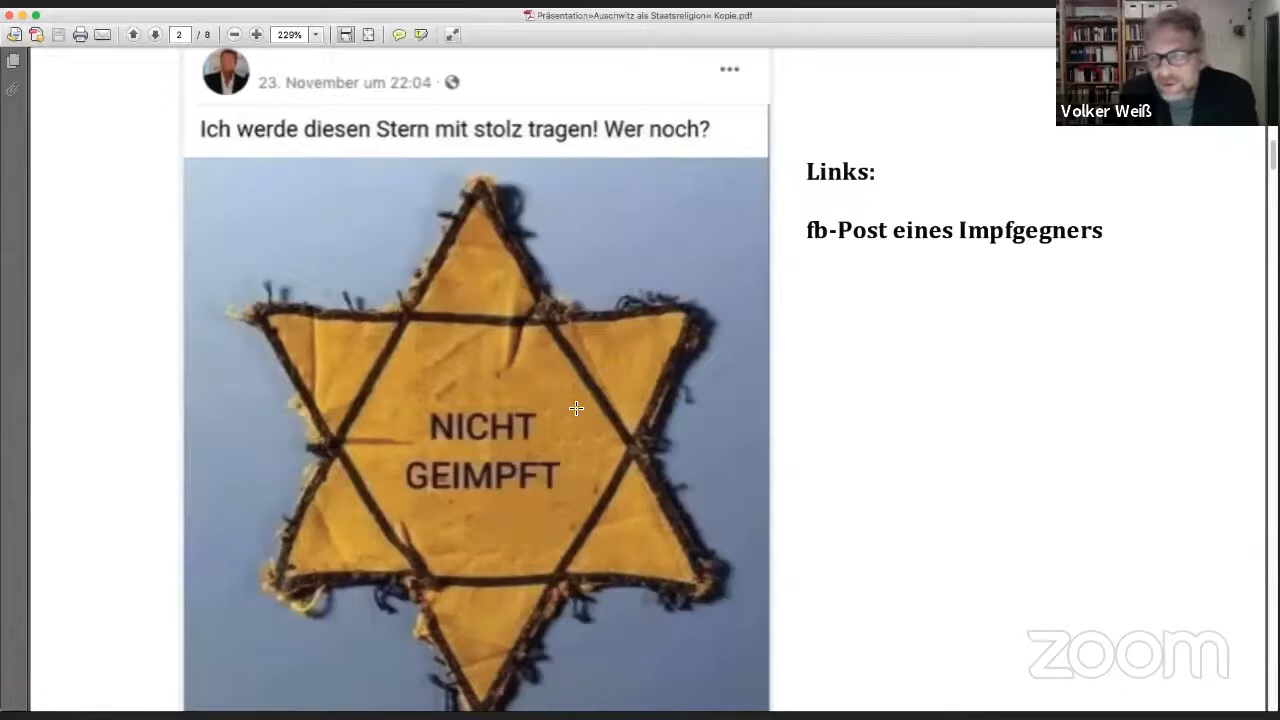 Präsentation»Auschwitz als Staatsreligion« Kopie.pdf
2 / 8
229%
Volker Weiß
23. November um 22:04 ·
Ich werde diesen Stern mit stolz tragen! Wer noch?
Links:
fb-Post eines Impfgegners
NICHT
GEIMPFT
zoom